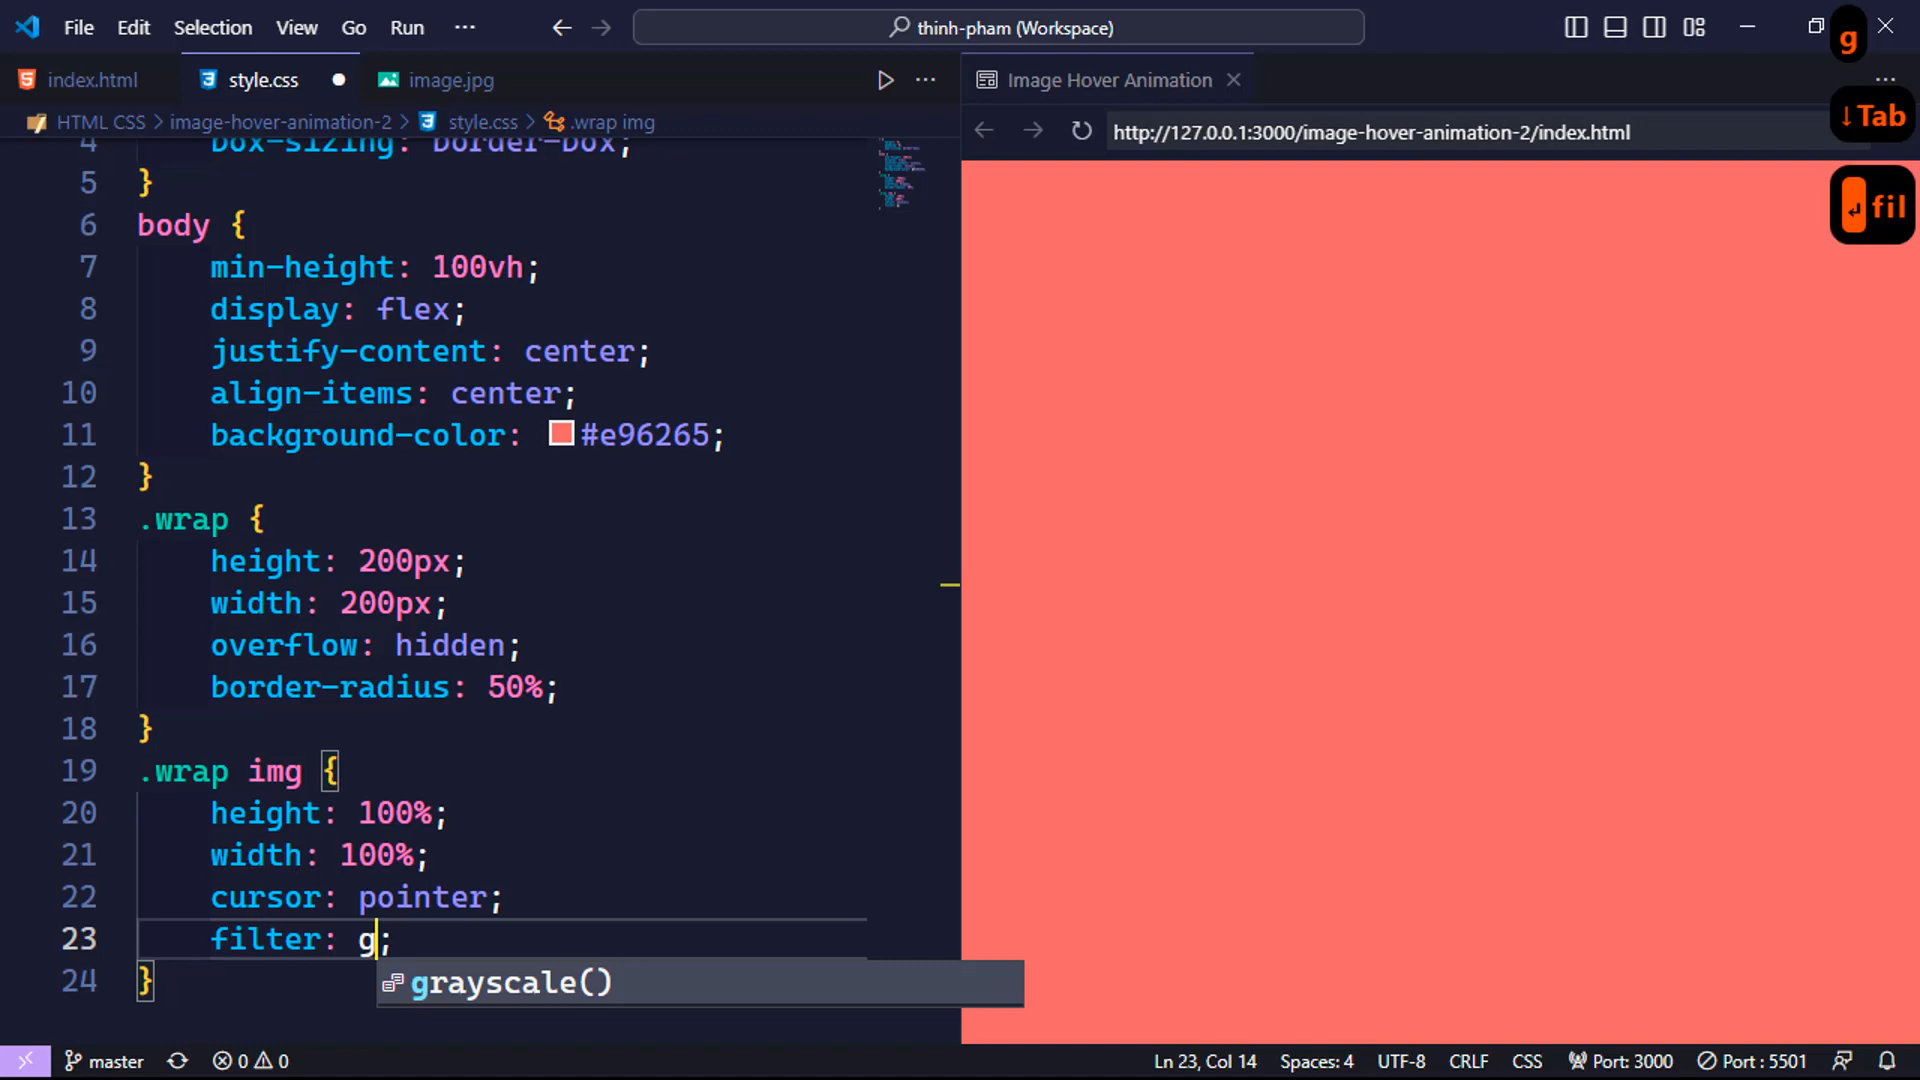 File Edit Selection View Go Run ···
thinh-pham (Workspace)
g
index.html
style.css
image.jpg
Image Hover Animation
↓Tab
HTML CSS > image-hover-animation-2 > style.css > .wrap img
http://127.0.0.1:3000/image-hover-animation-2/index.html
fil
4 box-sizing: border-box;
5 }
6 body {
7 min-height: 100vh;
8 display: flex;
9 justify-content: center;
10 align-items: center;
11 background-color: #e96265;
12 }
13 .wrap {
14 height: 200px;
15 width: 200px;
16 overflow: hidden;
17 border-radius: 50%;
18 }
19 .wrap img {
20 height: 100%;
21 width: 100%;
22 cursor: pointer;
23 filter: g;
24 }
grayscale()
master 0 0 Ln 23, Col 14 Spaces: 4 UTF-8 CRLF CSS Port: 3000 Port : 5501